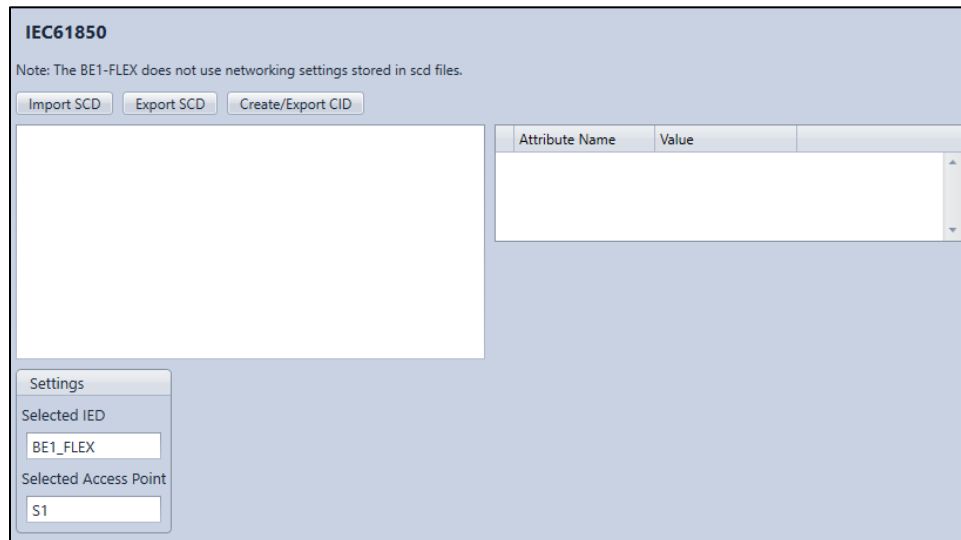 IEC61850
Note: The BE1-FLEX does not use networking settings stored in scd files.
Import SCD Export SCD Create/Export CID
Attribute Name Value
Settings
Selected IED
BE1_FLEX
Selected Access Point
S1